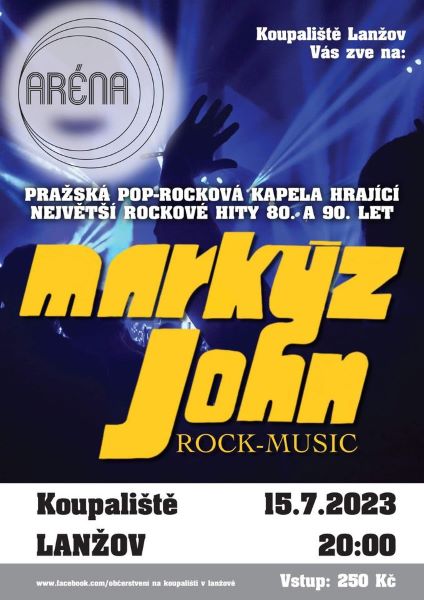 Koupaliště Lanžov
Vás zve na:
ARÉNA
PRAŽSKÁ POP-ROCKOVÁ KAPELA HRAJÍCÍ
NEJVĚTŠÍ ROCKOVÉ HITY 80. A 90. LET
markýz
John
ROCK-MUSIC
Koupaliště 15.7.2023
LANŽOV 20:00
www.facebook.com/občerstvení na koupališti v lanžově Vstup: 250 Kč